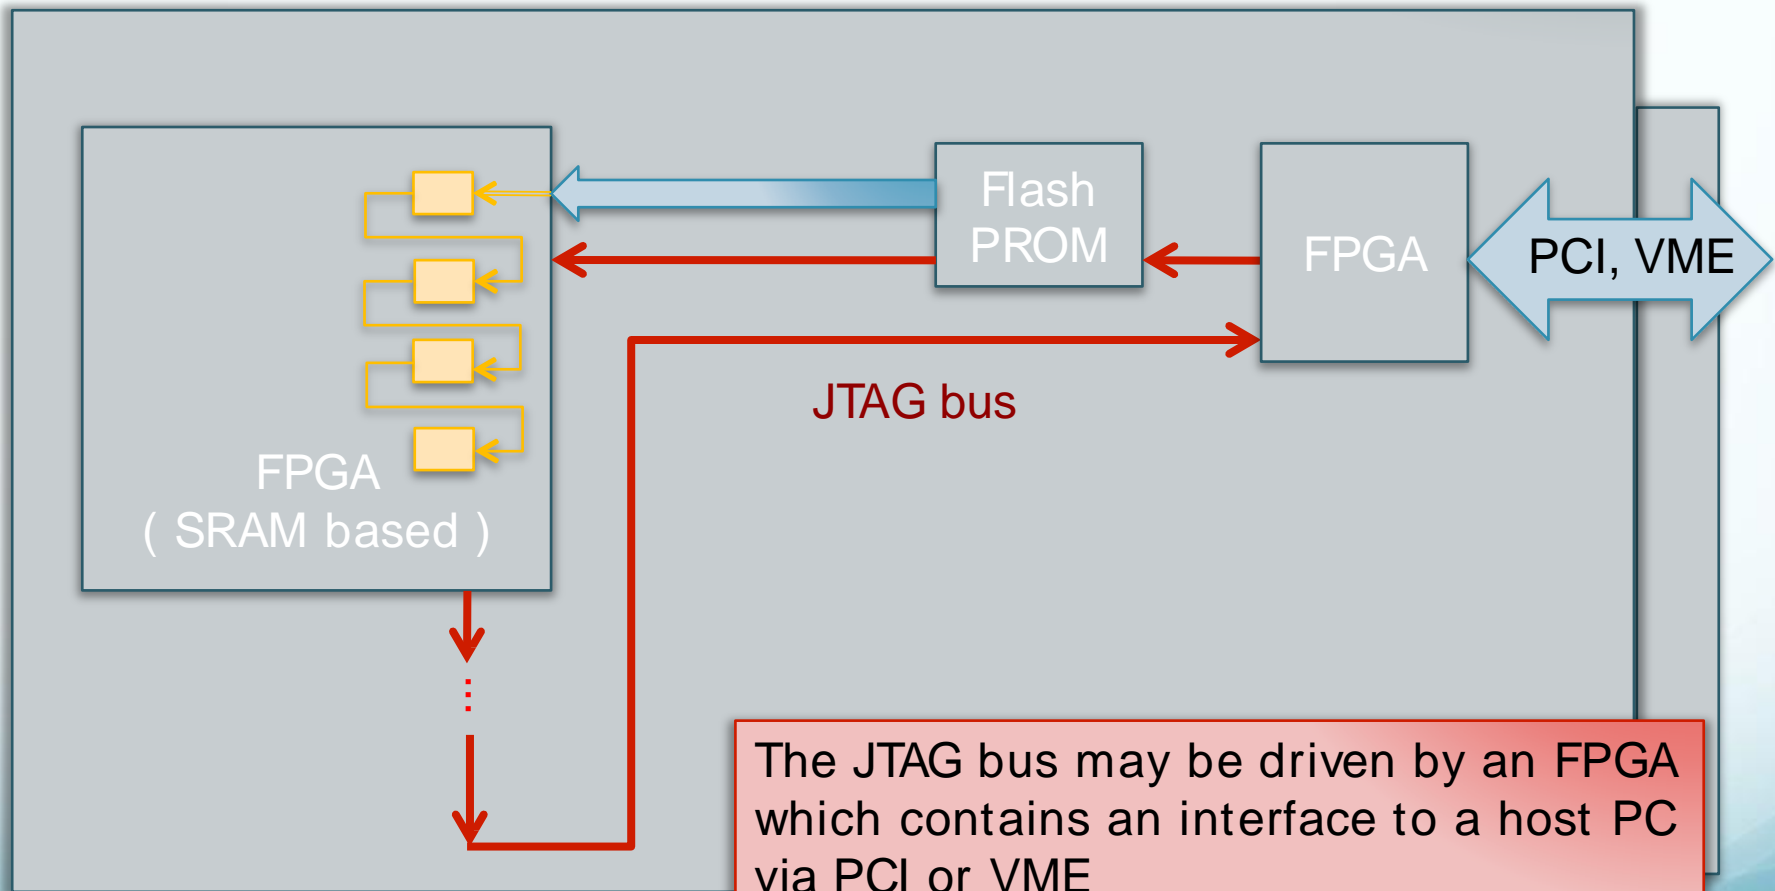 Flash
PROM
FPGA
PCI, VME
JTAG bus
FPGA
( SRAM based )
The JTAG bus may be driven by an FPGA
which contains an interface to a host PC
via PCI or VME